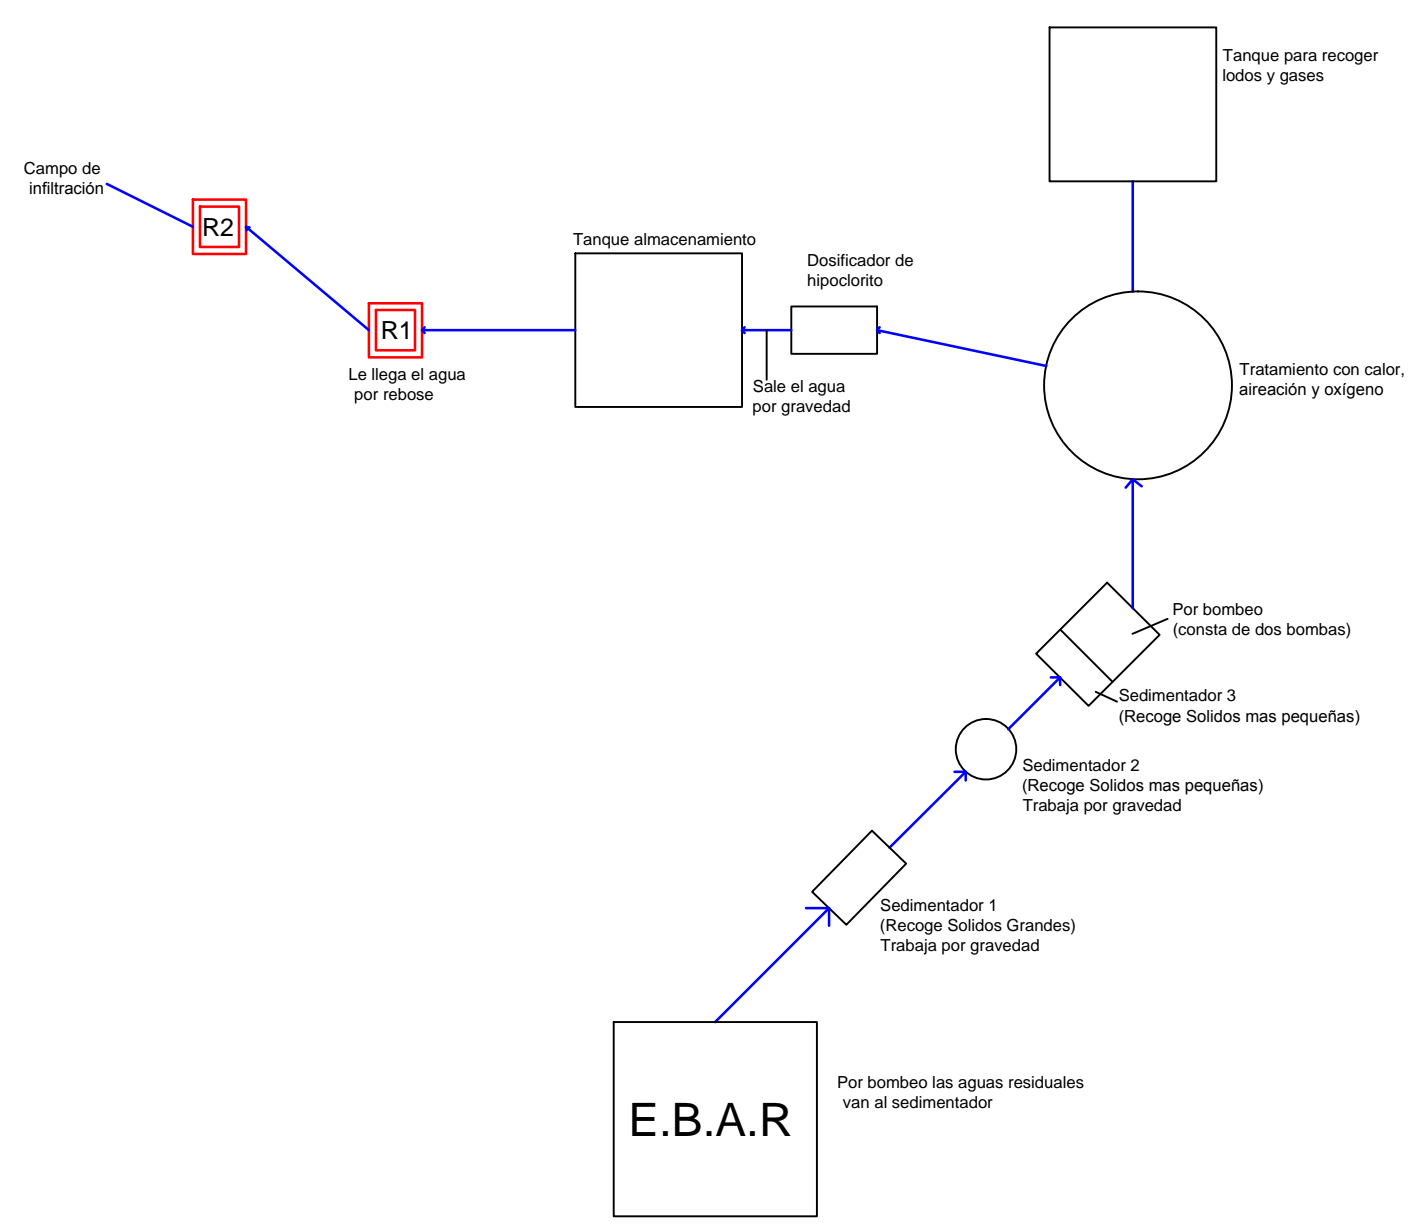 Tanque para recoger
lodos y gases
Campo de
infiltración
R2
Tanque almacenamiento
Dosificador de
hipoclorito
R1
Le llega el agua
por rebose
Sale el agua
por gravedad
Tratamiento con calor,
aireación y oxígeno
Por bombeo
(consta de dos bombas)
Sedimentador 3
(Recoge Solidos mas pequeñas)
Sedimentador 2
(Recoge Solidos mas pequeñas)
Trabaja por gravedad
Sedimentador 1
(Recoge Solidos Grandes)
Trabaja por gravedad
E.B.A.R
Por bombeo las aguas residuales
van al sedimentador